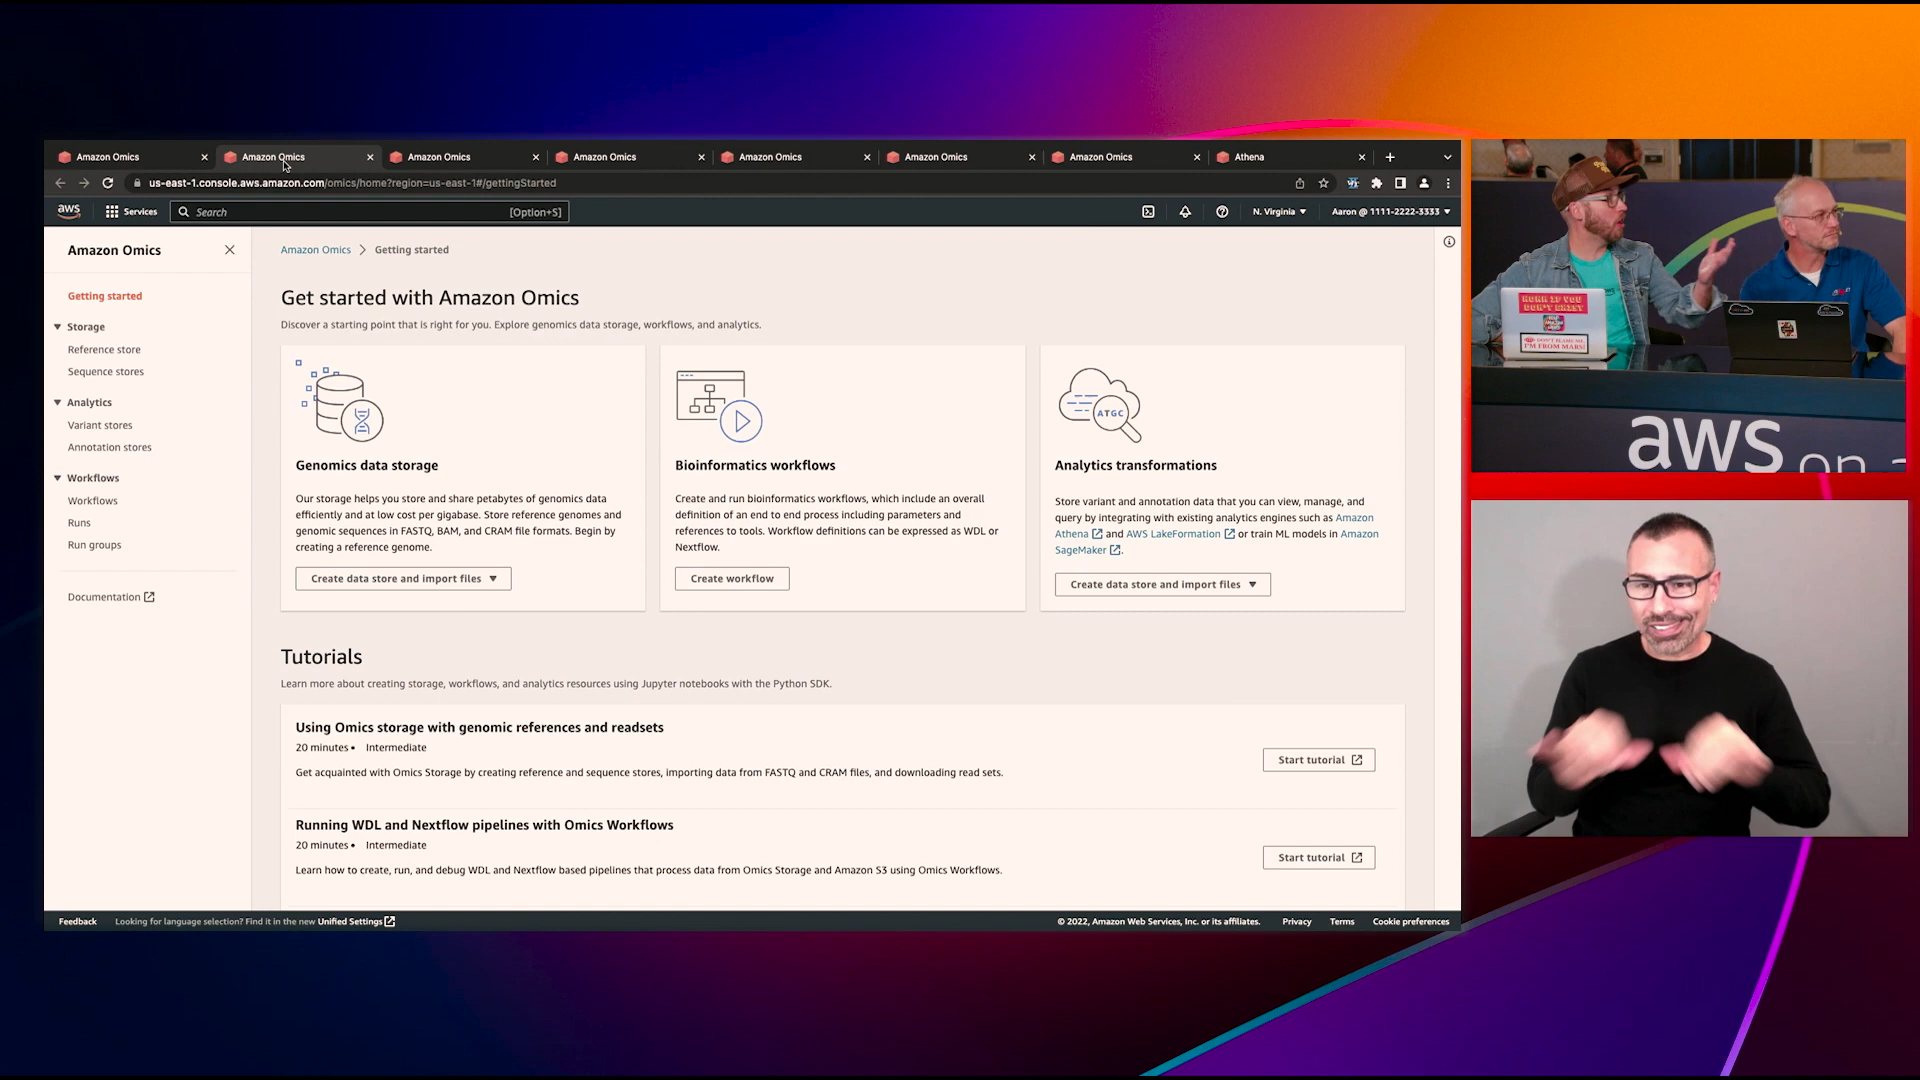 Amazon Omics
Amazon Omics
Amazon Omics
Amazon Omics
Amazon Omics
Amazon Omics
Amazon Omics
Athena
us-east-1.console.aws.amazon.com/omics/home?region=us-east-1#/gettingStarted
aws
Services
Search
[Option+S]
N. Virginia
Aaron @ 1111-2222-3333
Amazon Omics
Getting started
Storage
Reference store
Sequence stores
Analytics
Variant stores
Annotation stores
Workflows
Workflows
Runs
Run groups
Documentation
Amazon Omics
Getting started
Get started with Amazon Omics
Discover a starting point that is right for you. Explore genomics data storage, workflows, and analytics.
Genomics data storage
Our storage helps you store and share petabytes of genomics data
efficiently and at low cost per gigabase. Store reference genomes and
genomic sequences in FASTQ, BAM, and CRAM file formats. Begin by
creating a reference genome.
Create data store and import files
Bioinformatics workflows
Create and run bioinformatics workflows, which include an overall
definition of an end to end process including parameters and
references to tools. Workflow definitions can be expressed as WDL or
Nextflow.
Create workflow
ATGC
Analytics transformations
Store variant and annotation data that you can view, manage, and
query by integrating with existing analytics engines such as Amazon
Athena and AWS LakeFormation or train ML models in Amazon
SageMaker.
Create data store and import files
Tutorials
Learn more about creating storage, workflows, and analytics resources using Jupyter notebooks with the Python SDK.
Using Omics storage with genomic references and readsets
20 minutes • Intermediate
Get acquainted with Omics Storage by creating reference and sequence stores, importing data from FASTQ and CRAM files, and downloading read sets.
Start tutorial
Running WDL and Nextflow pipelines with Omics Workflows
20 minutes • Intermediate
Learn how to create, run, and debug WDL and Nextflow based pipelines that process data from Omics Storage and Amazon S3 using Omics Workflows.
Start tutorial
Feedback
Looking for language selection? Find it in the new Unified Settings
© 2022, Amazon Web Services, Inc. or its affiliates.
Privacy
Terms
Cookie preferences
HONK IF YOU
DON'T EXIST
DON'T BLAME ME,
I'M FROM MARS!
aws on a